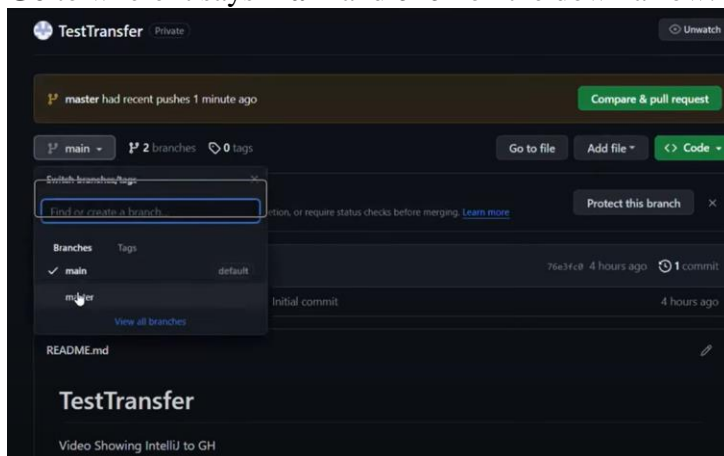 TestTransfer Private Unwatch
master had recent pushes 1 minute ago Compare & pull request
main 2 branches 0 tags Go to file Add file <> Code
Switch branches/tags
Find or create a branch...
etion, or require status checks before merging. Learn more Protect this branch
Branches Tags
main default 76e3fc0 4 hours ago 1 commit
master Initial commit 4 hours ago
View all branches
README.md
TestTransfer
Video Showing IntelliJ to GH